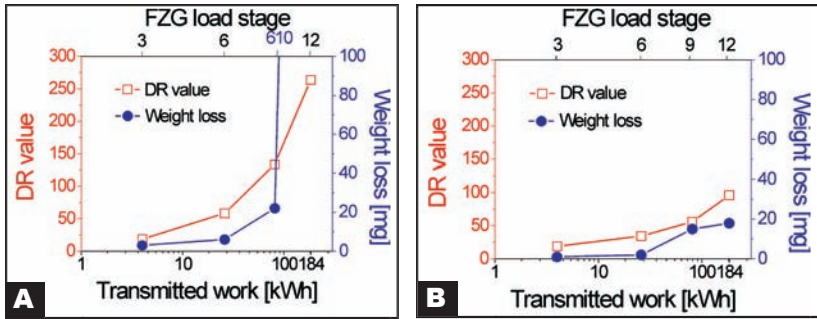 FZG load stage
3 6 610 12
300 100
250
80
200
60
150
40
100
20
50
0 0
DR value
Weight loss
DR value
Weight loss [mg]
1 10 100184
Transmitted work [kWh]
A
FZG load stage
3 6 9 12
300 100
250
80
200
60
150
40
100
20
50
0 0
DR value
Weight loss
DR value
Weight loss [mg]
1 10 100184
Transmitted work [kWh]
B